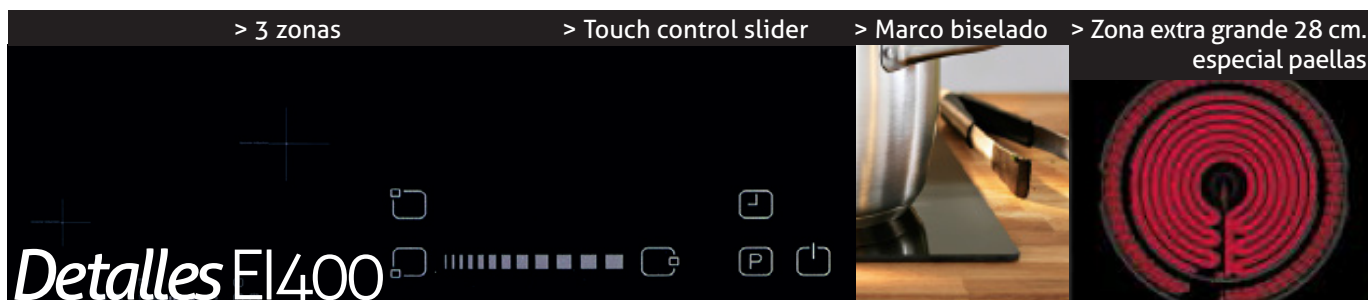 > 3 zonas
> Touch control slider
> Marco biselado
> Zona extra grande 28 cm.
especial paellas
P
Detalles EI400